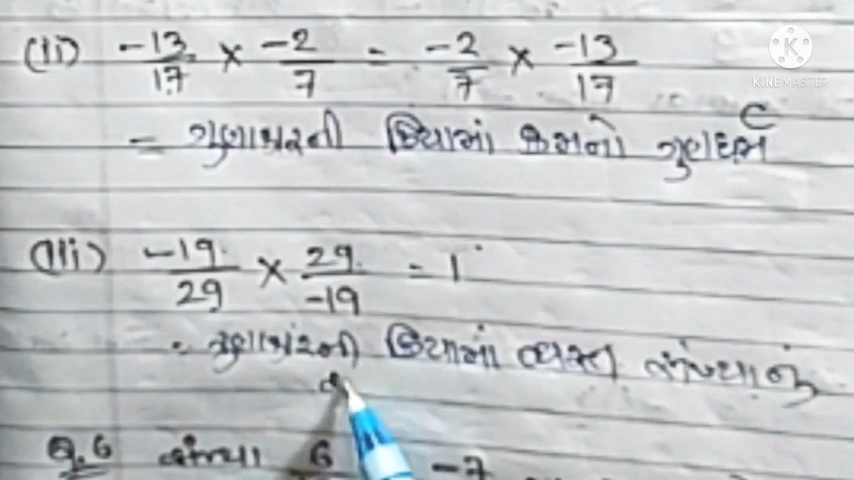 (ii) -13/17 × -2/7 = -2/7 × -13/17
= ગુણાકારની ક્રિયામાં ક્રમનો ગુણધર્મ
(iii) -19/29 × 29/-19 = 1
= ગુણાકારની ક્રિયામાં વ્યસ્ત સંખ્યાનું
Q.6 સંખ્યા 6 -7
KINEMASTER